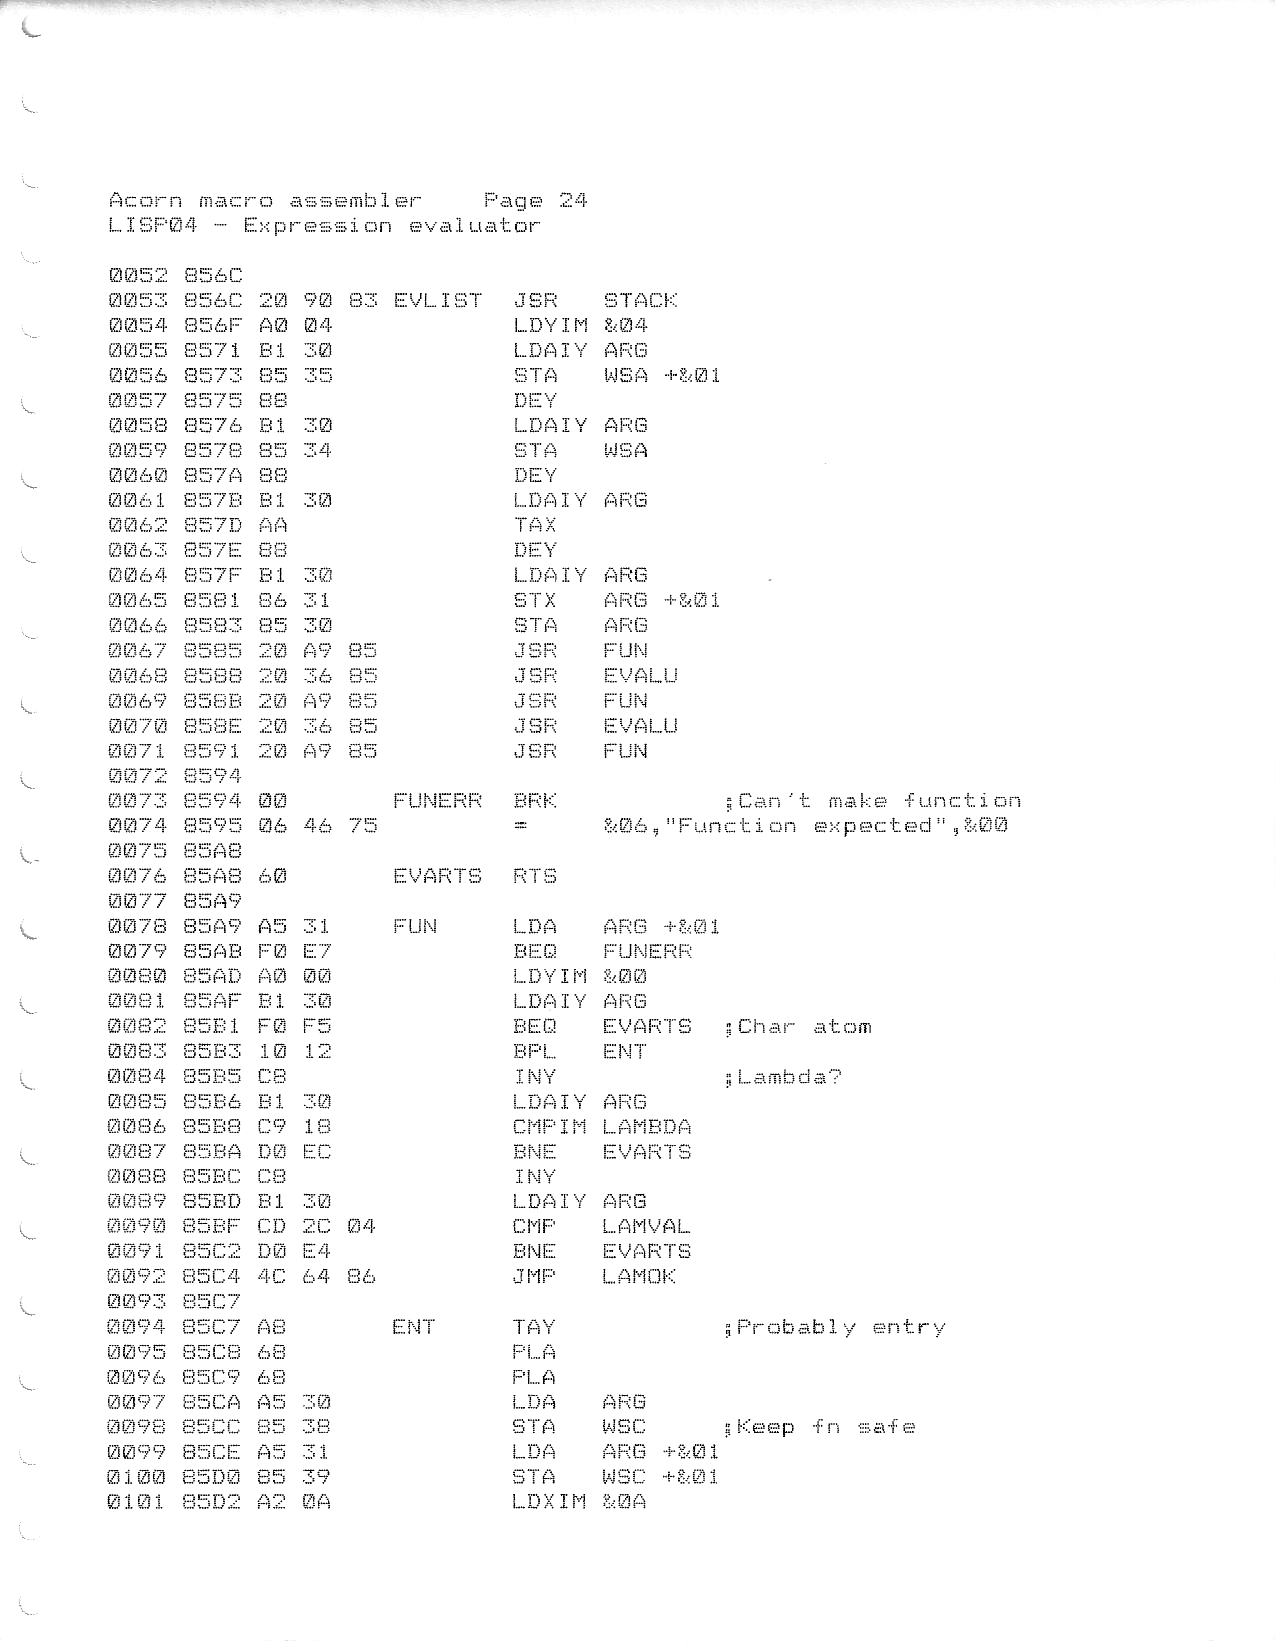 Acorn macro assembler    Page 24
LISP04 - Expression evaluator
0052 856C
0053 856C 20 90 83 EVLIST  JSR   STACK
0054 856F A0 04            LDYIM &04
0055 8571 B1 30            LDAIY ARG
0056 8573 85 35            STA   WSA +&01
0057 8575 88               DEY
0058 8576 B1 30            LDAIY ARG
0059 8578 85 34            STA   WSA
0060 857A 88               DEY
0061 857B B1 30            LDAIY ARG
0062 857D AA               TAX
0063 857E 88               DEY
0064 857F B1 30            LDAIY ARG
0065 8581 86 31            STX   ARG +&01
0066 8583 85 30            STA   ARG
0067 8585 20 A9 85         JSR   FUN
0068 8588 20 36 85         JSR   EVALU
0069 858B 20 A9 85         JSR   FUN
0070 858E 20 36 85         JSR   EVALU
0071 8591 20 A9 85         JSR   FUN
0072 8594
0073 8594 00       FUNERR  BRK           ;Can't make function
0074 8595 06 46 75         =     &06,"Function expected",&00
0075 85A8
0076 85A8 60       EVARTS  RTS
0077 85A9
0078 85A9 A5 31    FUN     LDA   ARG +&01
0079 85AB F0 E7            BEQ   FUNERR
0080 85AD A0 00            LDYIM &00
0081 85AF B1 30            LDAIY ARG
0082 85B1 F0 F5            BEQ   EVARTS  ;Char atom
0083 85B3 10 12            BPL   ENT
0084 85B5 C8               INY           ;Lambda?
0085 85B6 B1 30            LDAIY ARG
0086 85B8 C9 18            CMPIM LAMBDA
0087 85BA D0 EC            BNE   EVARTS
0088 85BC C8               INY
0089 85BD B1 30            LDAIY ARG
0090 85BF CD 2C 04         CMP   LAMVAL
0091 85C2 D0 E4            BNE   EVARTS
0092 85C4 4C 64 86         JMP   LAMOK
0093 85C7
0094 85C7 A8       ENT     TAY           ;Probably entry
0095 85C8 68               PLA
0096 85C9 68               PLA
0097 85CA A5 30            LDA   ARG
0098 85CC 85 38            STA   WSC     ;Keep fn safe
0099 85CE A5 31            LDA   ARG +&01
0100 85D0 85 39            STA   WSC +&01
0101 85D2 A2 0A            LDXIM &0A